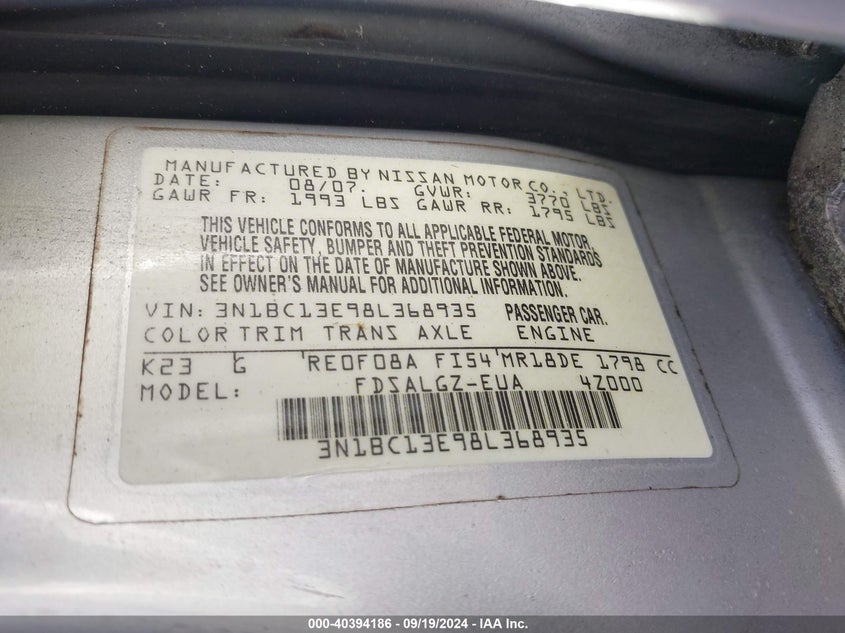 MANUFACTURED BY NISSAN MOTOR CO., LTD.
DATE: 08/07. GVWR: 3770 LBS
GAWR FR: 1993 LBS GAWR RR: 1795 LBS
THIS VEHICLE CONFORMS TO ALL APPLICABLE FEDERAL MOTOR
VEHICLE SAFETY, BUMPER AND THEFT PREVENTION STANDARDS
IN EFFECT ON THE DATE OF MANUFACTURE SHOWN ABOVE.
SEE OWNER'S MANUAL FOR ADDITIONAL INFORMATION.
VIN: 3N1BC13E98L368935 PASSENGER CAR.
COLOR TRIM TRANS AXLE ENGINE
K23 G RE0F08A FI54 MR18DE 1798 CC
MODEL: FDSALGZ-EUA 4Z000
3N1BC13E98L368935
000-40394186 - 09/19/2024 - IAA Inc.